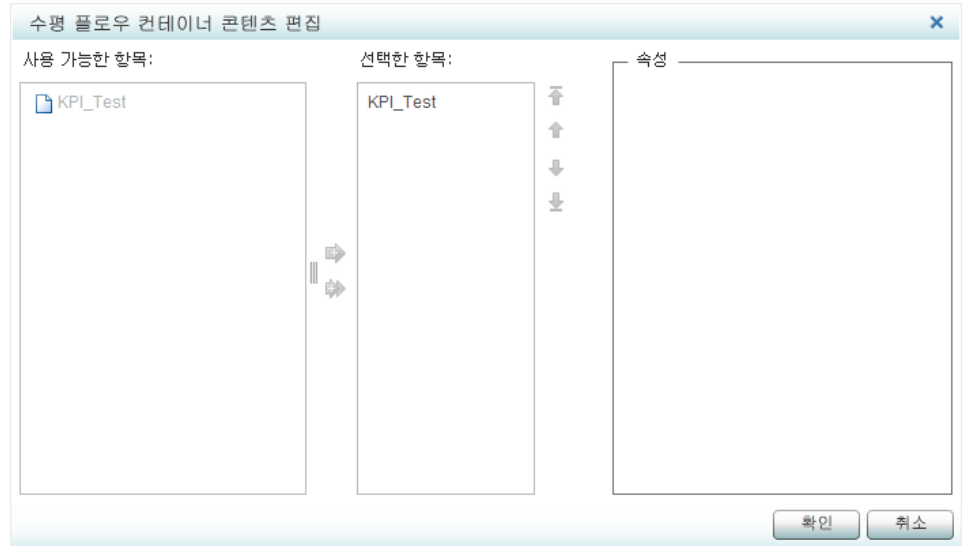 수평 플로우 컨테이너 콘텐츠 편집
사용 가능한 항목:
선택한 항목:
속성
KPI_Test
KPI_Test
확인
취소